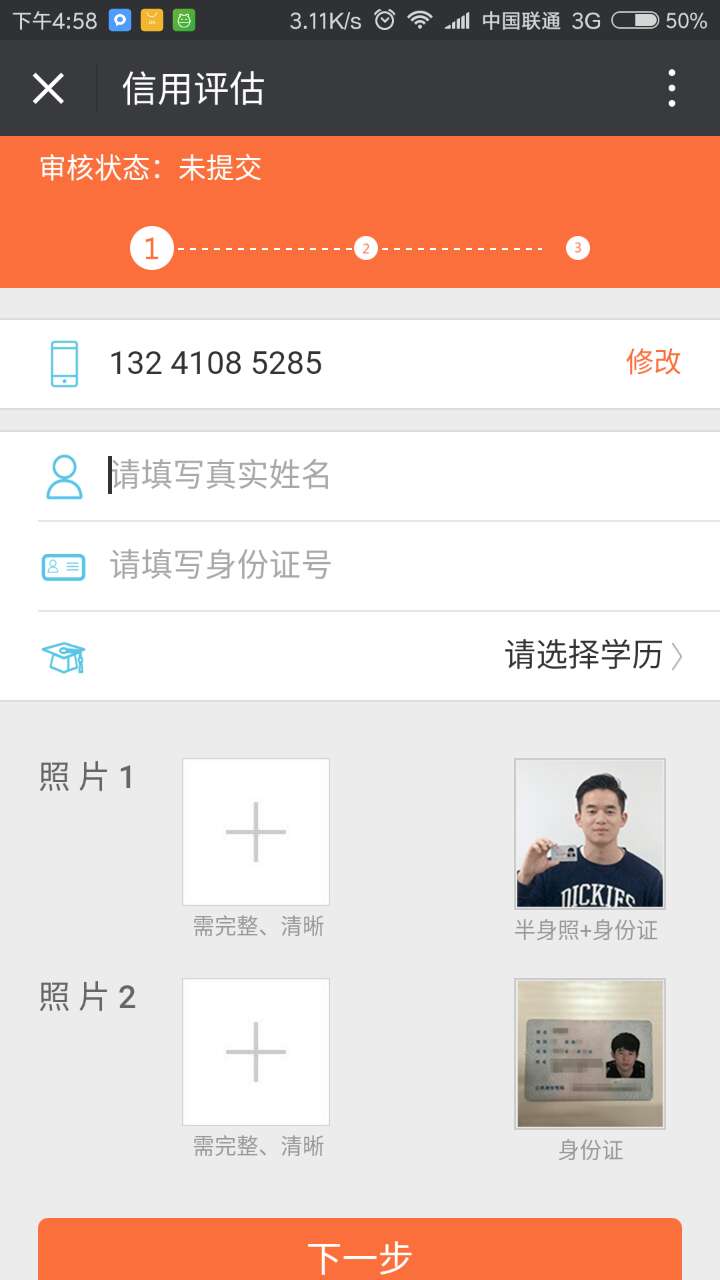 下午4:58 3.11K/s 中国联通 3G 50%
信用评估
审核状态：未提交
1 2 3
132 4108 5285 修改
请填写真实姓名
请填写身份证号
请选择学历
照 片 1
DICKIES
需完整、清晰 半身照+身份证
照 片 2
需完整、清晰 身份证
下一步